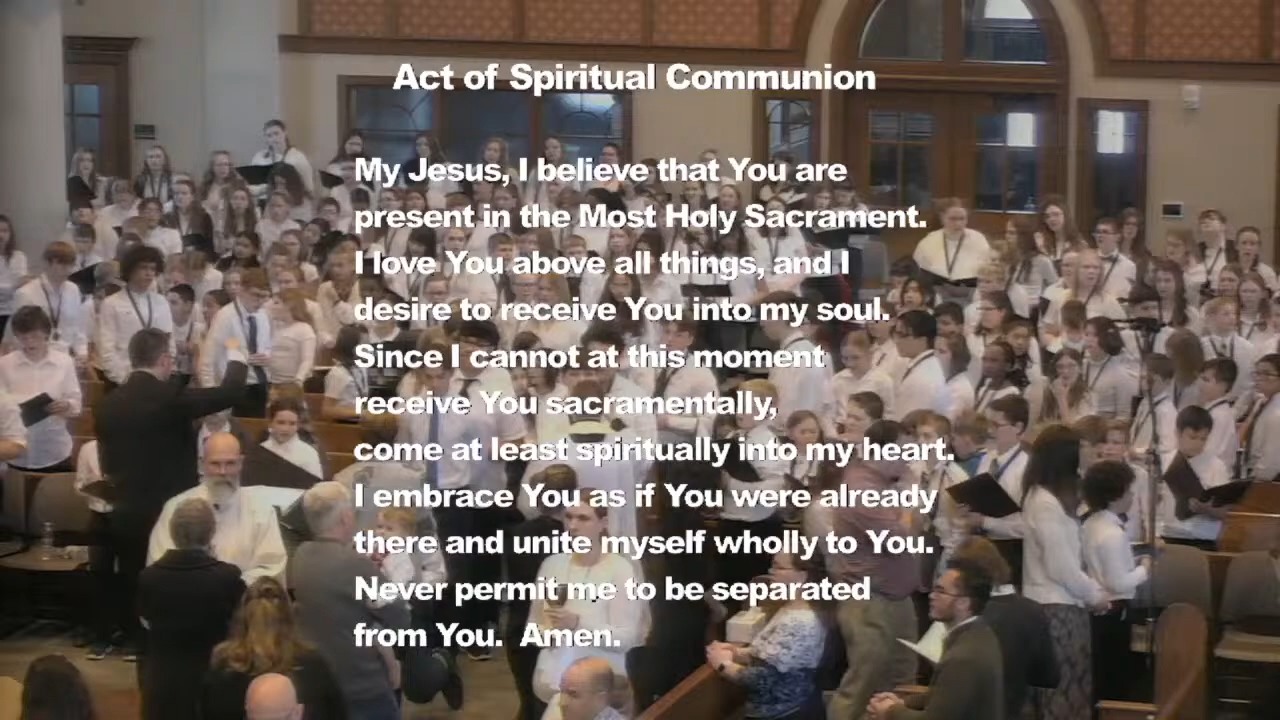 Act of Spiritual Communion
My Jesus, I believe that You are
present in the Most Holy Sacrament.
I love You above all things, and I
desire to receive You into my soul.
Since I cannot at this moment
receive You sacramentally,
come at least spiritually into my heart.
I embrace You as if You were already
there and unite myself wholly to You.
Never permit me to be separated
from You.  Amen.